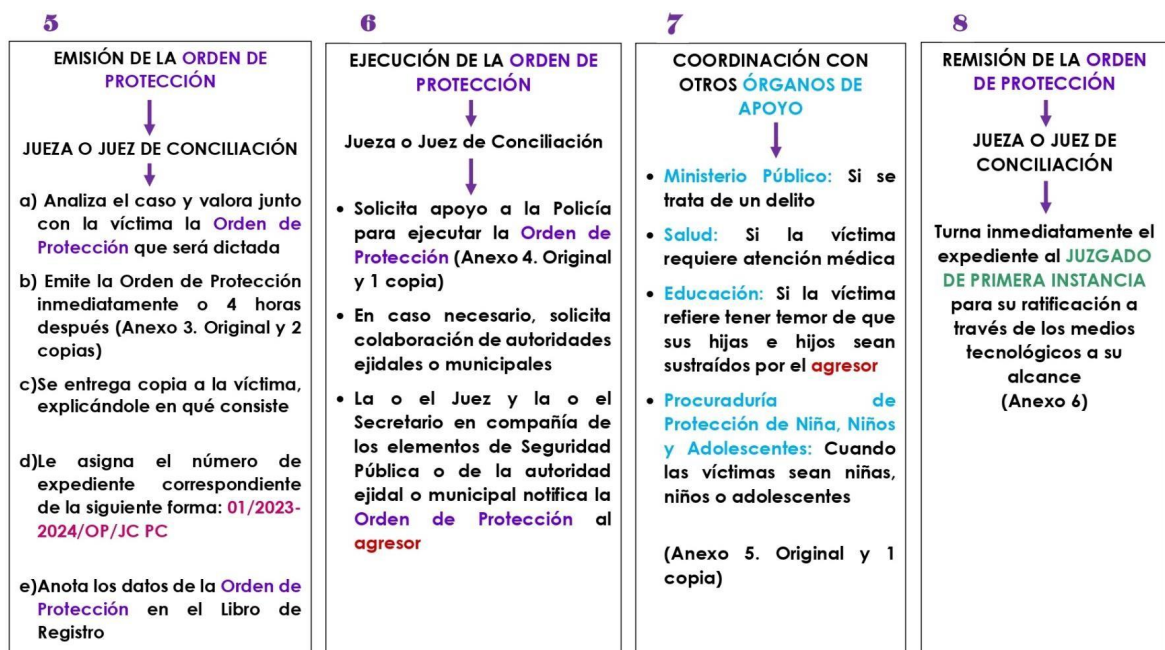 5
EMISIÓN DE LA ORDEN DE
PROTECCIÓN
JUEZA O JUEZ DE CONCILIACIÓN
a) Analiza el caso y valora junto
con la víctima la Orden de
Protección que será dictada
b) Emite la Orden de Protección
inmediatamente o 4 horas
después (Anexo 3. Original y 2
copias)
c)Se entrega copia a la víctima,
explicándole en qué consiste
d)Le asigna el número de
expediente correspondiente
de la siguiente forma: 01/2023-
2024/OP/JC PC
e)Anota los datos de la Orden de
Protección en el Libro de
Registro
6
EJECUCIÓN DE LA ORDEN DE
PROTECCIÓN
Jueza o Juez de Conciliación
• Solicita apoyo a la Policía
para ejecutar la Orden de
Protección (Anexo 4. Original
y 1 copia)
• En caso necesario, solicita
colaboración de autoridades
ejidales o municipales
• La o el Juez y la o el
Secretario en compañía de
los elementos de Seguridad
Pública o de la autoridad
ejidal o municipal notifica la
Orden de Protección al
agresor
7
COORDINACIÓN CON
OTROS ÓRGANOS DE
APOYO
• Ministerio Público: Si se
trata de un delito
• Salud: Si la víctima
requiere atención médica
• Educación: Si la víctima
refiere tener temor de que
sus hijas e hijos sean
sustraídos por el agresor
• Procuraduría de
Protección de Niña, Niños
y Adolescentes: Cuando
las víctimas sean niñas,
niños o adolescentes
(Anexo 5. Original y 1
copia)
8
REMISIÓN DE LA ORDEN
DE PROTECCIÓN
JUEZA O JUEZ DE
CONCILIACIÓN
Turna inmediatamente el
expediente al JUZGADO
DE PRIMERA INSTANCIA
para su ratificación a
través de los medios
tecnológicos a su
alcance
(Anexo 6)